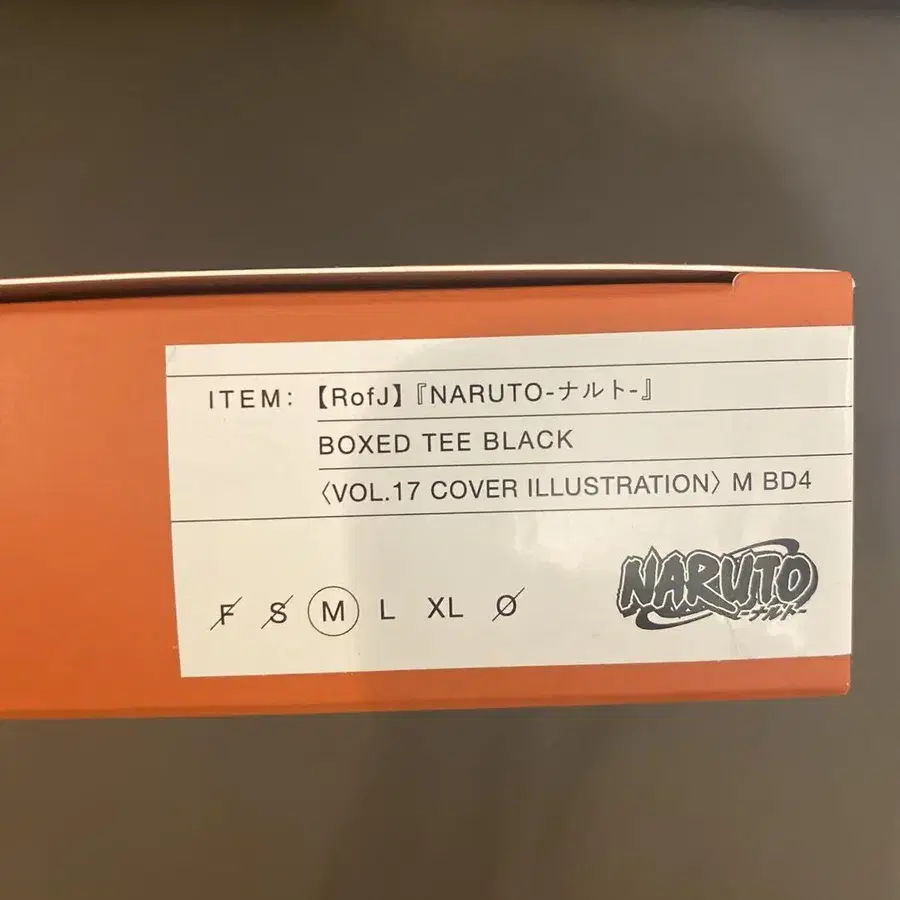 ITEM: 【RofJ】『NARUTO-ナルト-』
BOXED TEE BLACK
〈VOL.17 COVER ILLUSTRATION〉 M BD4
F S M L XL O
NARUTO
-ナルト-